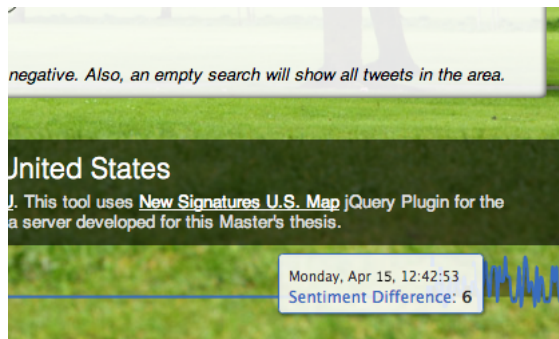 negative. Also, an empty search will show all tweets in the area.
United States
J. This tool uses New Signatures U.S. Map jQuery Plugin for the
a server developed for this Master's thesis.
Monday, Apr 15, 12:42:53
Sentiment Difference: 6